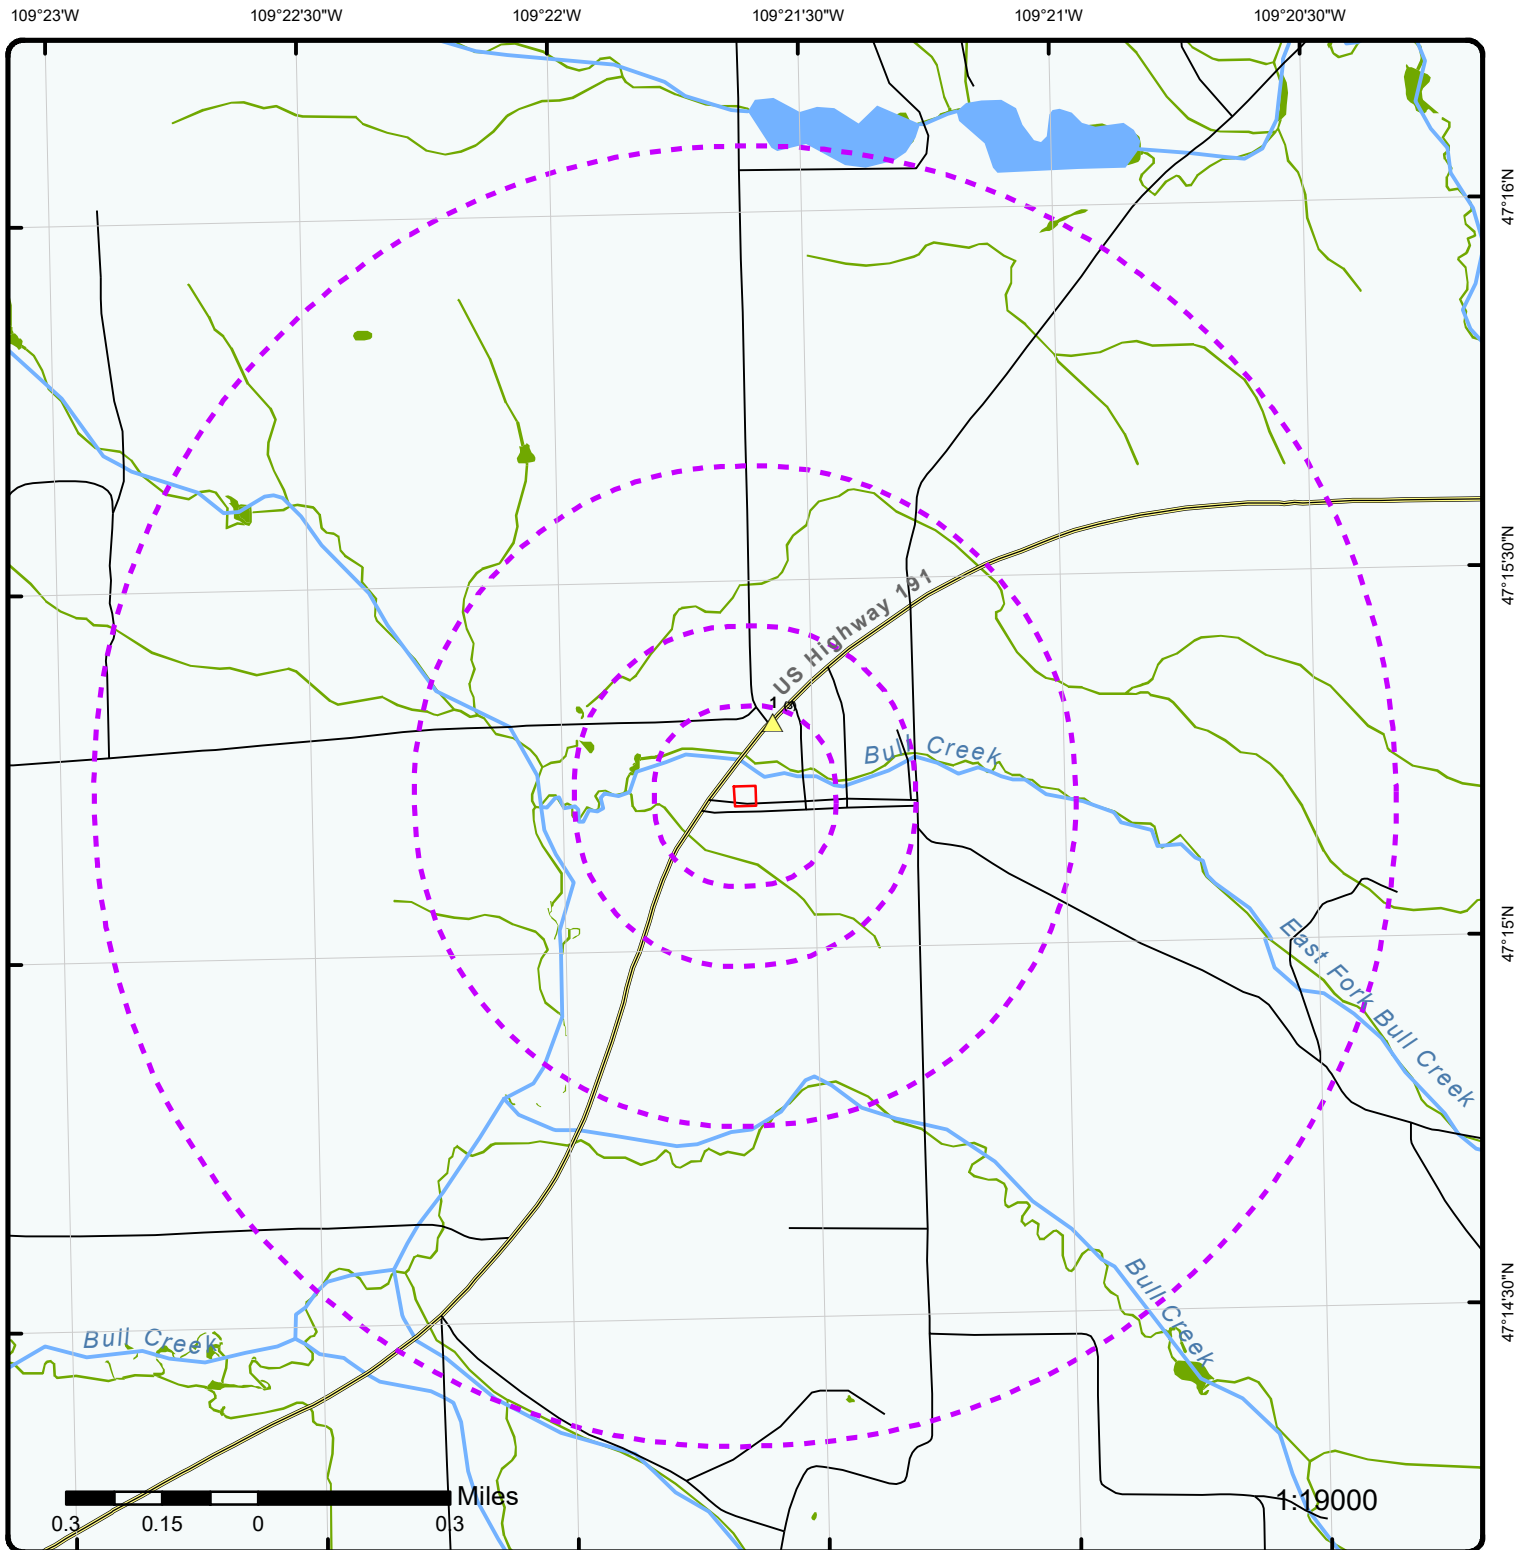 109°23'W
109°22'30"W
109°22'W
109°21'30"W
109°21'W
109°20'30"W
47°16'N
47°15'30"N
US Highway 191
1
Bull Creek
47°15'N
East Fork Bull Creek
Bull Creek
47°14'30"N
Bull Creek
Miles
1:19000
0.3
0.15
0
0.3